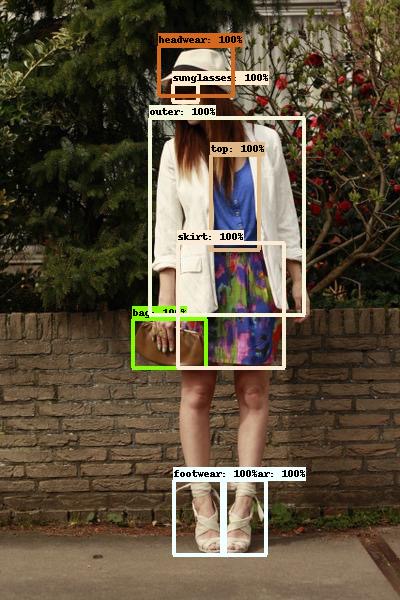 headwear: 100%
sunglasses: 100%
outer: 100%
top: 100%
skirt: 100%
bag: 100%
footwear: 100%ar: 100%